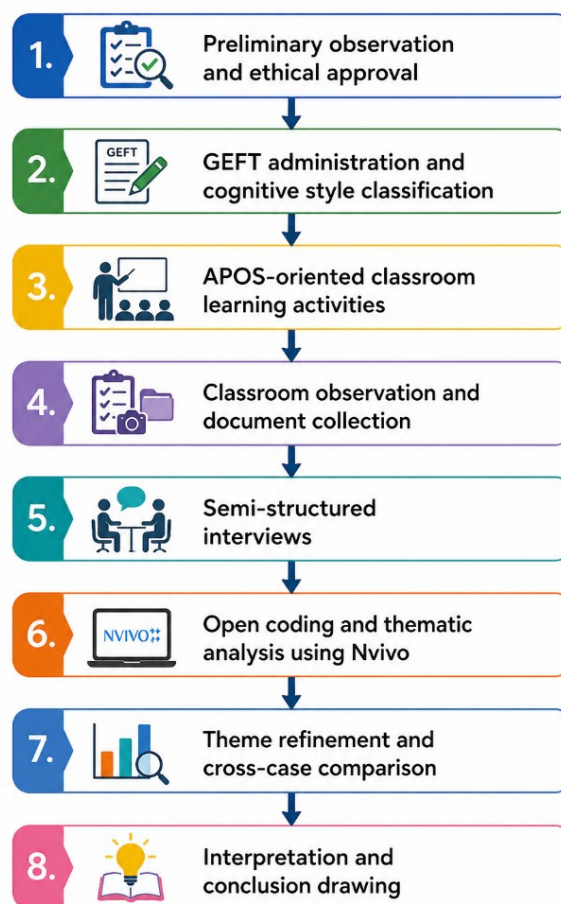 1.
Preliminary observation
and ethical approval
2.
GEFT
GEFT administration and
cognitive style classification
3.
APOS-oriented classroom
learning activities
4.
Classroom observation and
document collection
5.
Semi-structured
interviews
6.
NVIVO
Open coding and thematic
analysis using Nvivo
7.
Theme refinement and
cross-case comparison
8.
Interpretation and
conclusion drawing